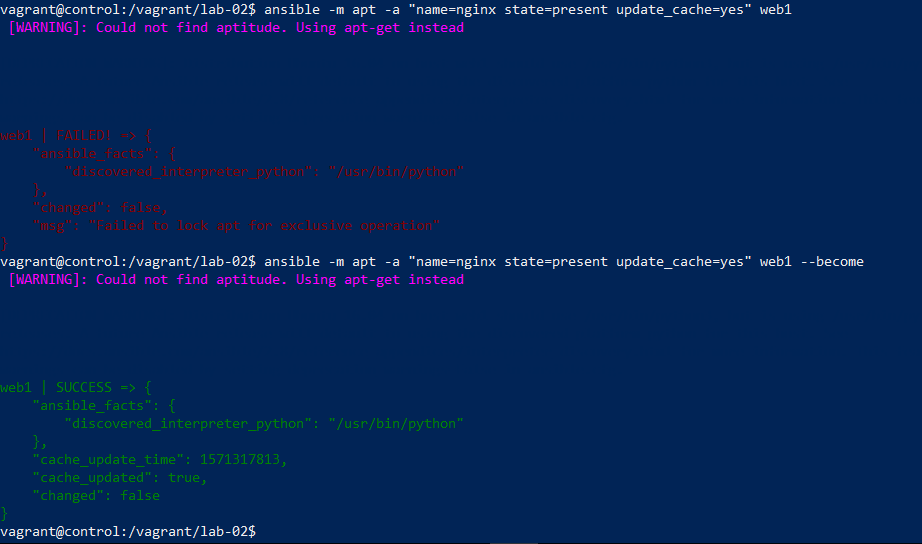 vagrant@control:/vagrant/lab-02$ ansible -m apt -a "name=nginx state=present update_cache=yes" web1
 [WARNING]: Could not find aptitude. Using apt-get instead
web1 | FAILED! => {
    "ansible_facts": {
        "discovered_interpreter_python": "/usr/bin/python"
    },
    "changed": false,
    "msg": "Failed to lock apt for exclusive operation"
}
vagrant@control:/vagrant/lab-02$ ansible -m apt -a "name=nginx state=present update_cache=yes" web1 --become
 [WARNING]: Could not find aptitude. Using apt-get instead
web1 | SUCCESS => {
    "ansible_facts": {
        "discovered_interpreter_python": "/usr/bin/python"
    },
    "cache_update_time": 1571317813,
    "cache_updated": true,
    "changed": false
}
vagrant@control:/vagrant/lab-02$